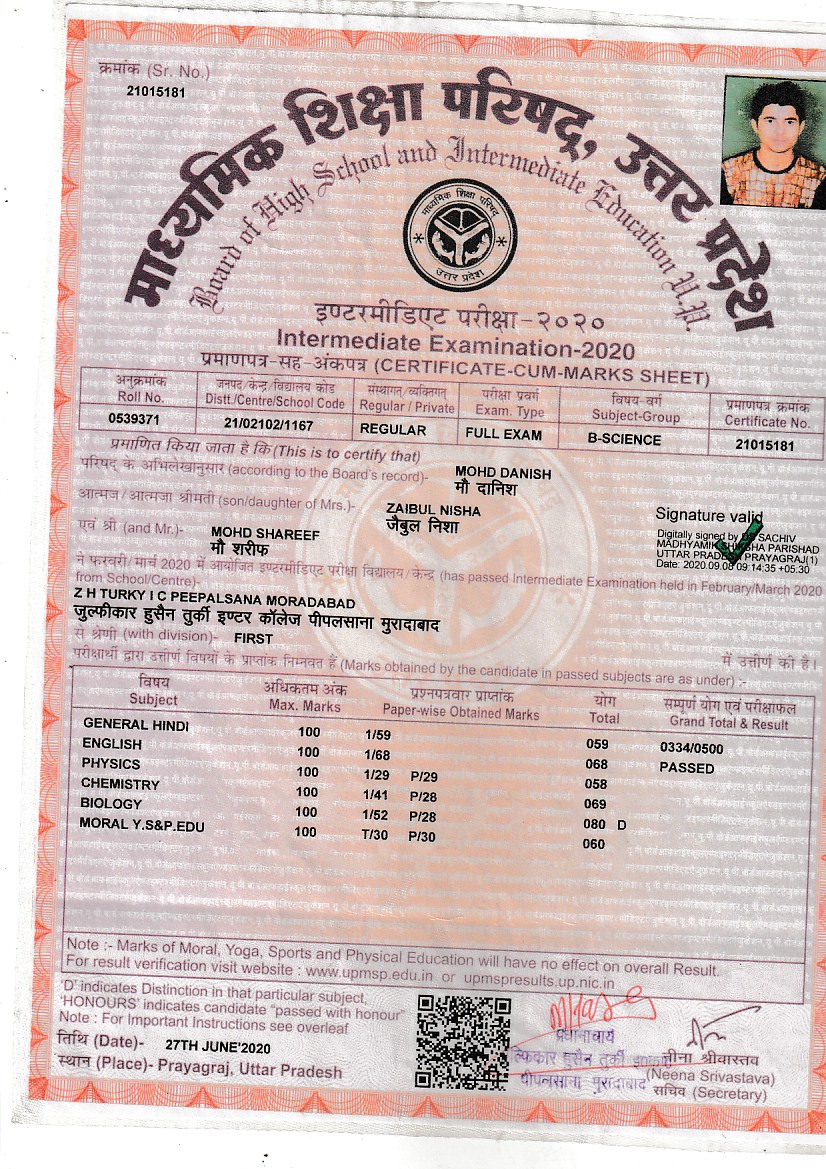 क्रमांक (Sr. No.)
21015181
माध्यमिक शिक्षा परिषद्, उत्तर प्रदेश
Board of High School and Intermediate Education U.P.
माध्यमिक शिक्षा परिषद
उत्तर प्रदेश
इण्टरमीडिएट परीक्षा-२०२०
Intermediate Examination-2020
प्रमाणपत्र-सह-अंकपत्र (CERTIFICATE-CUM-MARKS SHEET)
अनुक्रमांक जनपद/केन्द्र/विद्यालय कोड संस्थागत/व्यक्तिगत परीक्षा प्रवर्ग विषय-वर्ग प्रमाणपत्र क्रमांक
Roll No. Distt./Centre/School Code Regular / Private Exam. Type Subject-Group Certificate No.
0539371 21/02102/1167 REGULAR FULL EXAM B-SCIENCE 21015181
प्रमाणित किया जाता है कि (This is to certify that)
परिषद् के अभिलेखानुसार (according to the Board's record)- MOHD DANISH
मौ दानिश
आत्मज/आत्मजा श्रीमती (son/daughter of Mrs.)- ZAIBUL NISHA
जैबुल निशा
एवं श्री (and Mr.)- MOHD SHAREEF
मौ शरीफ
Signature valid
Digitally signed by DS SACHIV
MADHYAMIK SHIKSHA PARISHAD
UTTAR PRADESH PRAYAGRAJ(1)
Date: 2020.09.08 09:14:35 +05:30
ने फरवरी/मार्च 2020 में आयोजित इण्टरमीडिएट परीक्षा विद्यालय/केन्द्र (has passed Intermediate Examination held in February/March 2020
from School/Centre)-
Z H TURKY I C PEEPALSANA MORADABAD
जुल्फीकार हुसैन तुर्की इण्टर कॉलेज पीपलसाना मुरादाबाद
से श्रेणी (with division)- FIRST में उत्तीर्ण की है।
परीक्षार्थी द्वारा उत्तीर्ण विषयों के प्राप्तांक निम्नवत हैं (Marks obtained by the candidate in passed subjects are as under) :-
विषय अधिकतम अंक प्रश्नपत्रवार प्राप्तांक योग सम्पूर्ण योग एवं परीक्षाफल
Subject Max. Marks Paper-wise Obtained Marks Total Grand Total & Result
GENERAL HINDI 100 1/59 059 0334/0500
ENGLISH 100 1/68 068 PASSED
PHYSICS 100 1/29 P/29 058
CHEMISTRY 100 1/41 P/28 069
BIOLOGY 100 1/52 P/28 080 D
MORAL Y.S&P.EDU 100 T/30 P/30 060
Note :- Marks of Moral, Yoga, Sports and Physical Education will have no effect on overall Result.
For result verification visit website : www.upmsp.edu.in or upmspresults.up.nic.in
'D' indicates Distinction in that particular subject,
'HONOURS' indicates candidate "passed with honour"
Note : For Important Instructions see overleaf
तिथि (Date)- 27TH JUNE'2020
स्थान (Place)- Prayagraj, Uttar Pradesh
प्रधानाचार्य
हुसैन तुर्की
पीपलसाना मुरादाबाद
नीना श्रीवास्तव
(Neena Srivastava)
सचिव (Secretary)